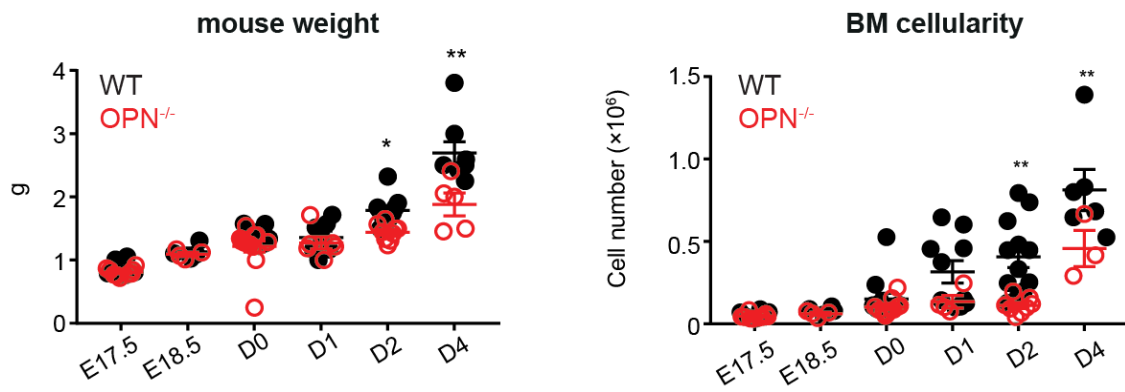 mouse weight
WT
OPN-/-
g
4
3
2
1
0
*
**
E17.5
E18.5
D0
D1
D2
D4
BM cellularity
WT
OPN-/-
Cell number (×10⁶)
1.5
1.0
0.5
0.0
**
**
E17.5
E18.5
D0
D1
D2
D4